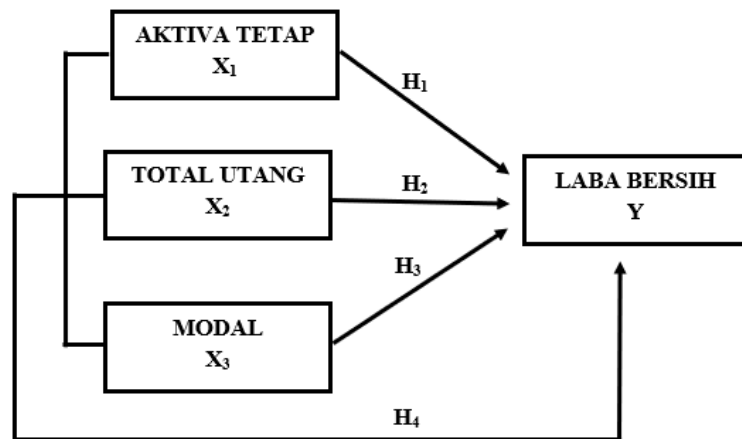 AKTIVA TETAP
X₁
H₁
TOTAL UTANG
X₂
H₂
LABA BERSIH
Y
H₃
MODAL
X₃
H₄